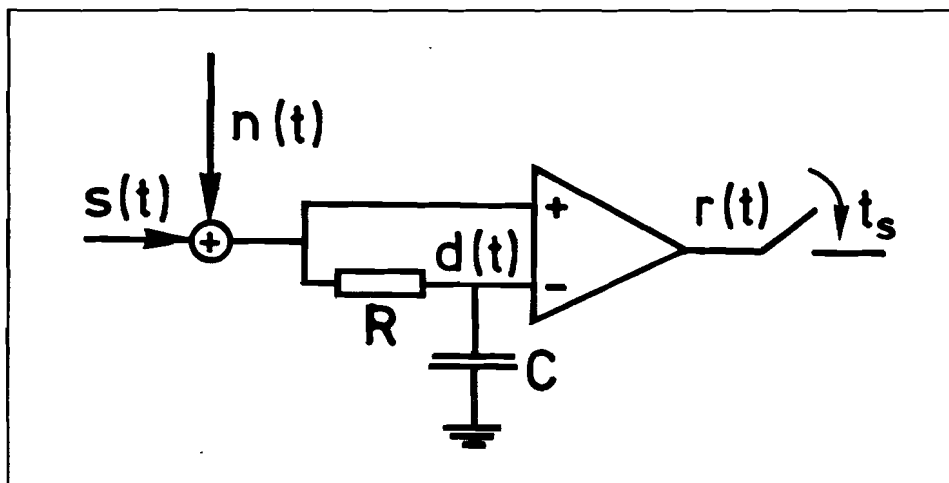 n(t)
s(t)
+
d(t)
R
C
+
-
r(t)
t_s